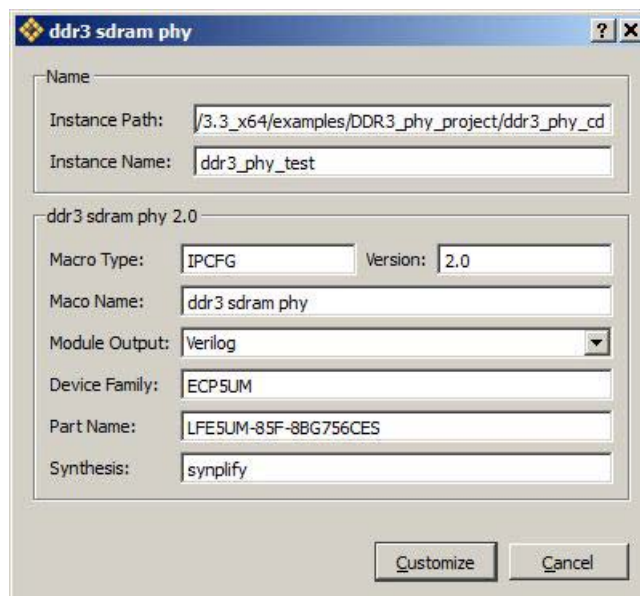 ddr3 sdram phy
Name
Instance Path: /3.3_x64/examples/DDR3_phy_project/ddr3_phy_cd
Instance Name: ddr3_phy_test
ddr3 sdram phy 2.0
Macro Type: IPCFG Version: 2.0
Maco Name: ddr3 sdram phy
Module Output: Verilog
Device Family: ECP5UM
Part Name: LFE5UM-85F-8BG756CES
Synthesis: synplify
Customize Cancel